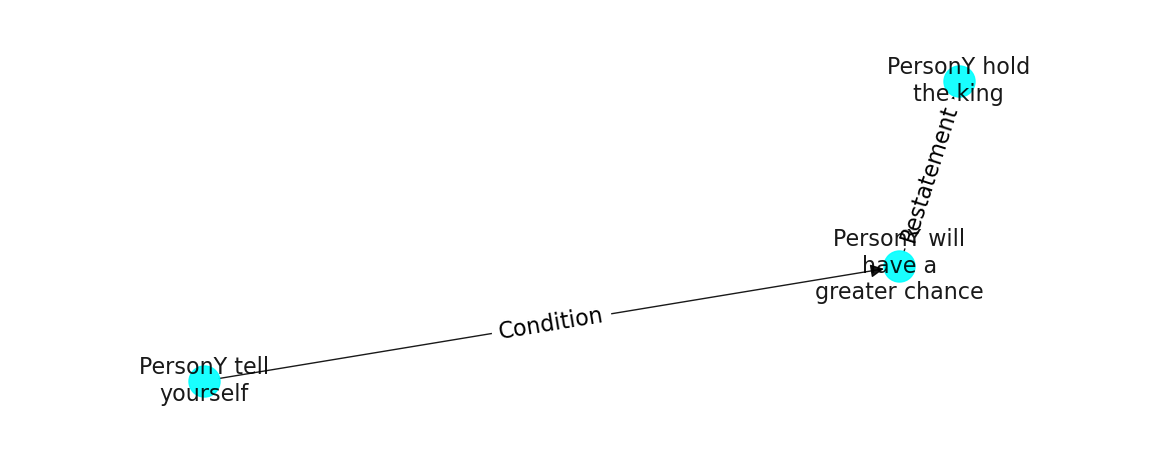 PersonY hold
the king
Restatement
PersonY will
have a
greater chance
Condition
PersonY tell
yourself